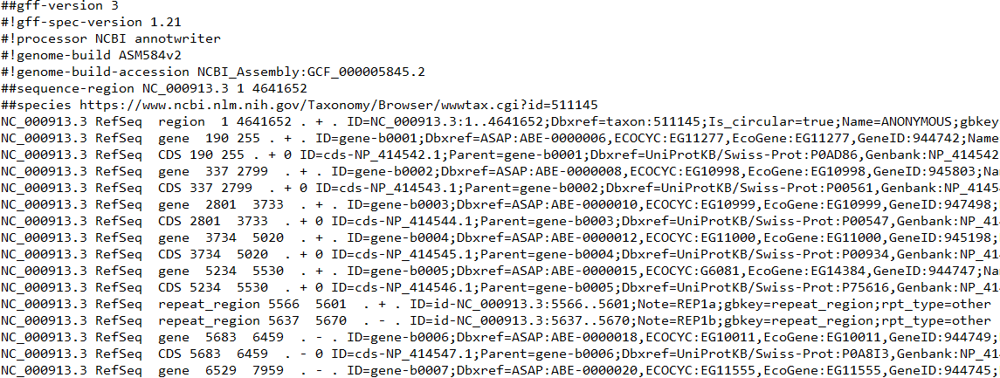 ##gff-version 3
#!gff-spec-version 1.21
#!processor NCBI annotwriter
#!genome-build ASM584v2
#!genome-build-accession NCBI_Assembly:GCF_000005845.2
##sequence-region NC_000913.3 1 4641652
##species https://www.ncbi.nlm.nih.gov/Taxonomy/Browser/wwwtax.cgi?id=511145
NC_000913.3 RefSeq region 1 4641652 . + . ID=NC_000913.3:1..4641652;Dbxref=taxon:511145;Is_circular=true;Name=ANONYMOUS;gbkey
NC_000913.3 RefSeq gene 190 255 . + . ID=gene-b0001;Dbxref=ASAP:ABE-0000006,ECOCYC:EG11277,EcoGene:EG11277,GeneID:944742;Name
NC_000913.3 RefSeq CDS 190 255 . + 0 ID=cds-NP_414542.1;Parent=gene-b0001;Dbxref=UniProtKB/Swiss-Prot:P0AD86,Genbank:NP_414542
NC_000913.3 RefSeq gene 337 2799 . + . ID=gene-b0002;Dbxref=ASAP:ABE-0000008,ECOCYC:EG10998,EcoGene:EG10998,GeneID:945803;Na
NC_000913.3 RefSeq CDS 337 2799 . + 0 ID=cds-NP_414543.1;Parent=gene-b0002;Dbxref=UniProtKB/Swiss-Prot:P00561,Genbank:NP_4145
NC_000913.3 RefSeq gene 2801 3733 . + . ID=gene-b0003;Dbxref=ASAP:ABE-0000010,ECOCYC:EG10999,EcoGene:EG10999,GeneID:947498;
NC_000913.3 RefSeq CDS 2801 3733 . + 0 ID=cds-NP_414544.1;Parent=gene-b0003;Dbxref=UniProtKB/Swiss-Prot:P00547,Genbank:NP_41
NC_000913.3 RefSeq gene 3734 5020 . + . ID=gene-b0004;Dbxref=ASAP:ABE-0000012,ECOCYC:EG11000,EcoGene:EG11000,GeneID:945198;
NC_000913.3 RefSeq CDS 3734 5020 . + 0 ID=cds-NP_414545.1;Parent=gene-b0004;Dbxref=UniProtKB/Swiss-Prot:P00934,Genbank:NP_41
NC_000913.3 RefSeq gene 5234 5530 . + . ID=gene-b0005;Dbxref=ASAP:ABE-0000015,ECOCYC:G6081,EcoGene:EG14384,GeneID:944747;Na
NC_000913.3 RefSeq CDS 5234 5530 . + 0 ID=cds-NP_414546.1;Parent=gene-b0005;Dbxref=UniProtKB/Swiss-Prot:P75616,Genbank:NP_41
NC_000913.3 RefSeq repeat_region 5566 5601 . + . ID=id-NC_000913.3:5566..5601;Note=REP1a;gbkey=repeat_region;rpt_type=other
NC_000913.3 RefSeq repeat_region 5637 5670 . - . ID=id-NC_000913.3:5637..5670;Note=REP1b;gbkey=repeat_region;rpt_type=other
NC_000913.3 RefSeq gene 5683 6459 . - . ID=gene-b0006;Dbxref=ASAP:ABE-0000018,ECOCYC:EG10011,EcoGene:EG10011,GeneID:944749;
NC_000913.3 RefSeq CDS 5683 6459 . - 0 ID=cds-NP_414547.1;Parent=gene-b0006;Dbxref=UniProtKB/Swiss-Prot:P0A8I3,Genbank:NP_41
NC_000913.3 RefSeq gene 6529 7959 . - . ID=gene-b0007;Dbxref=ASAP:ABE-0000020,ECOCYC:EG11555,EcoGene:EG11555,GeneID:944745;